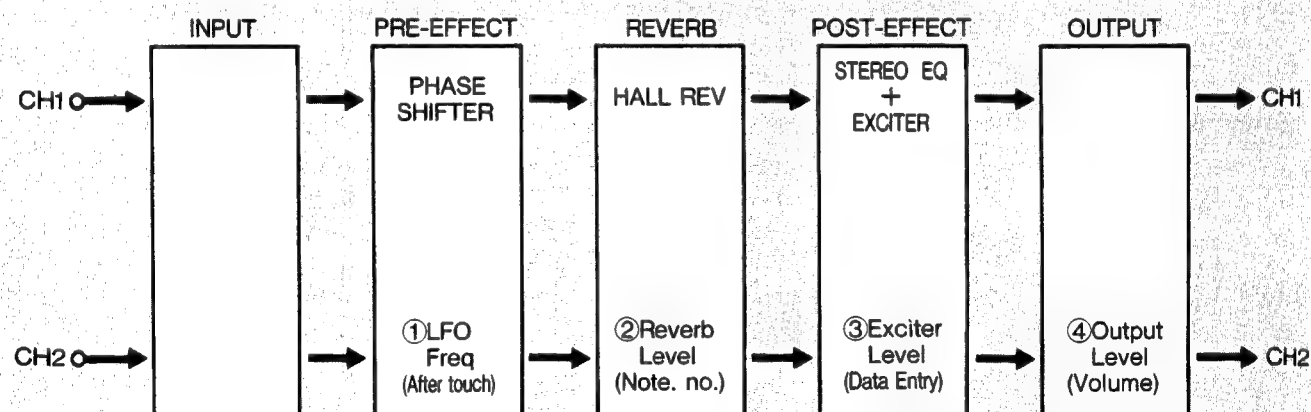 INPUT PRE-EFFECT REVERB POST-EFFECT OUTPUT
CH1 PHASE SHIFTER HALL REV STEREO EQ + EXCITER CH1
CH2 ①LFO Freq (After touch) ②Reverb Level (Note. no.) ③Exciter Level (Data Entry) ④Output Level (Volume) CH2